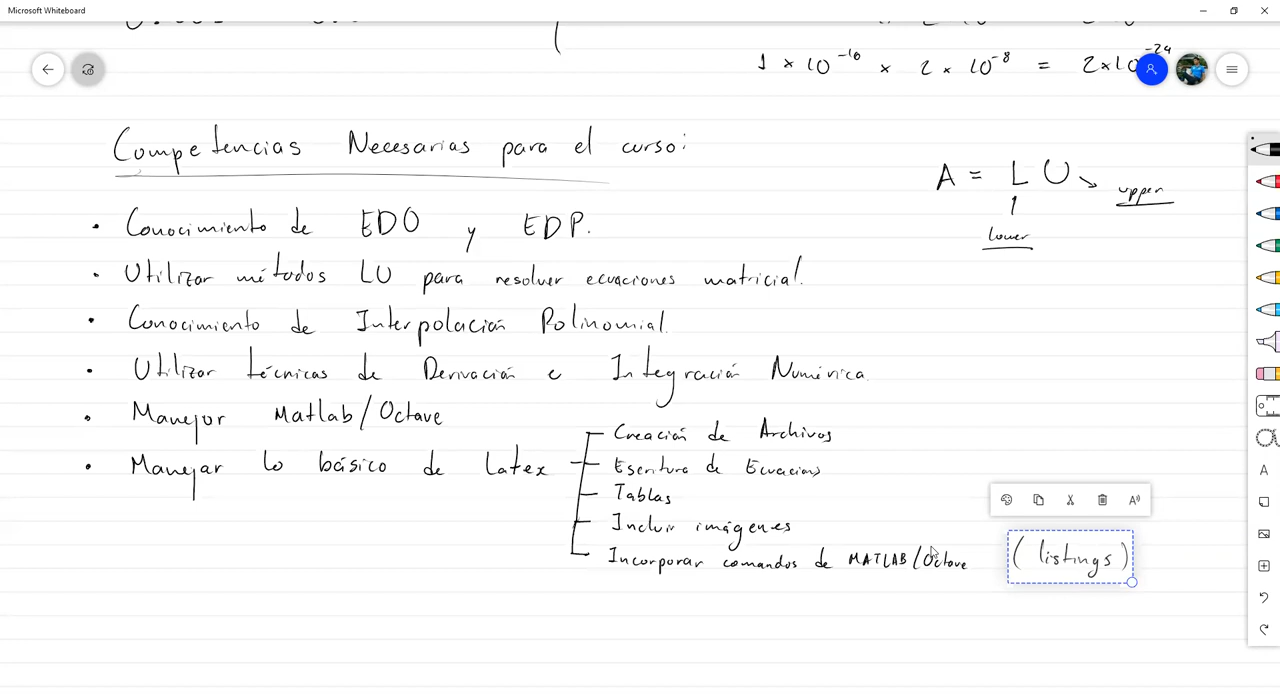 Microsoft Whiteboard
1 × 10^-16 × 2 × 10^-8 = 2×10^-24
Competencias Necesarias para el curso:
A = L U
upper
lower
• Conocimiento de EDO y EDP.
• Utilizar métodos LU para resolver ecuaciones matricial.
• Conocimiento de Interpolación Polinomial.
• Utilizar técnicas de Derivación e Integración Numérica.
• Manejar Matlab/Octave
• Manejar lo básico de Latex
Creación de Archivos
Escritura de Ecuacions
Tablas
Incluir imágenes
Incorporar comandos de MATLAB/Octave (listings)